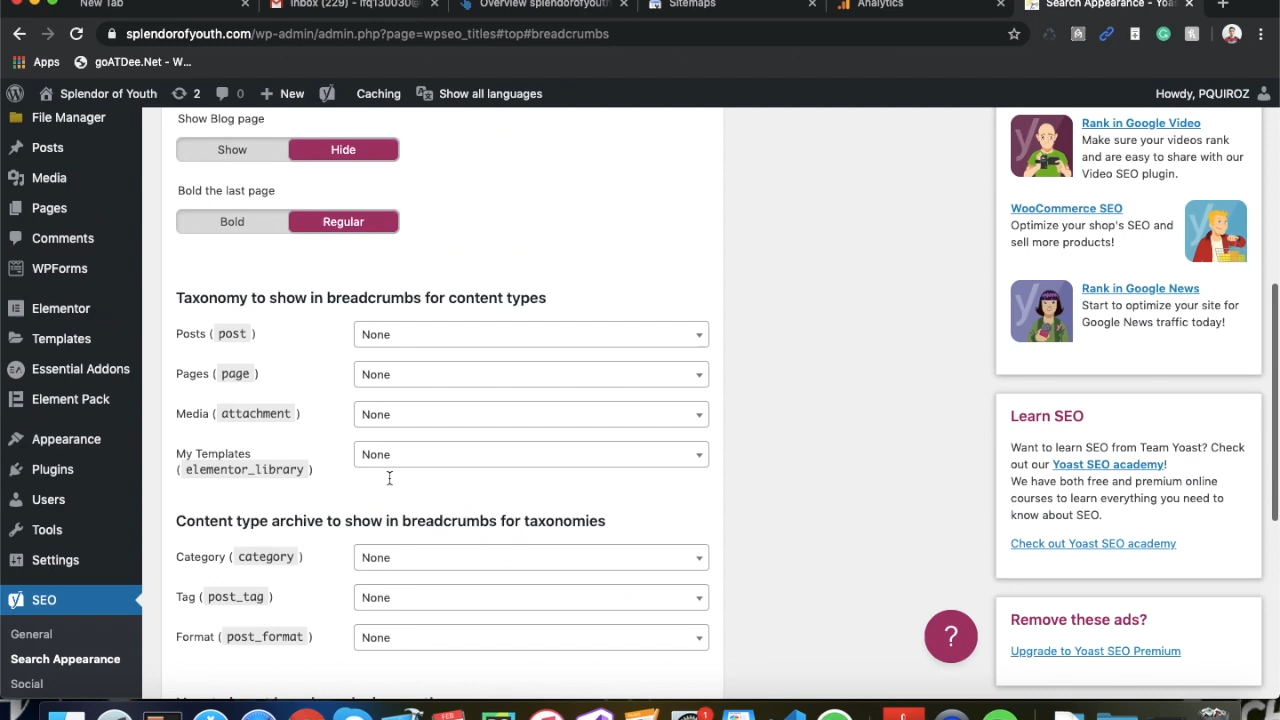 New Tab
Inbox (229) - ifq130030@
Overview splendorofyouth
Sitemaps
Analytics
Search Appearance - Yoas
splendorofyouth.com/wp-admin/admin.php?page=wpseo_titles#top#breadcrumbs
Apps
goATDee.Net - W...
Splendor of Youth
2
0
New
Caching
Show all languages
Howdy, PQUIROZ
File Manager
Posts
Media
Pages
Comments
WPForms
Elementor
Templates
Essential Addons
Element Pack
Appearance
Plugins
Users
Tools
Settings
SEO
General
Search Appearance
Social
Show Blog page
Show
Hide
Bold the last page
Bold
Regular
Taxonomy to show in breadcrumbs for content types
Posts ( post )
None
Pages ( page )
None
Media ( attachment )
None
My Templates
( elementor_library )
None
Content type archive to show in breadcrumbs for taxonomies
Category ( category )
None
Tag ( post_tag )
None
Format ( post_format )
None
Rank in Google Video
Make sure your videos rank
and are easy to share with our
Video SEO plugin.
WooCommerce SEO
Optimize your shop's SEO and
sell more products!
Rank in Google News
Start to optimize your site for
Google News traffic today!
Learn SEO
Want to learn SEO from Team Yoast? Check
out our Yoast SEO academy!
We have both free and premium online
courses to learn everything you need to
know about SEO.
Check out Yoast SEO academy
Remove these ads?
Upgrade to Yoast SEO Premium
?
FEB
1